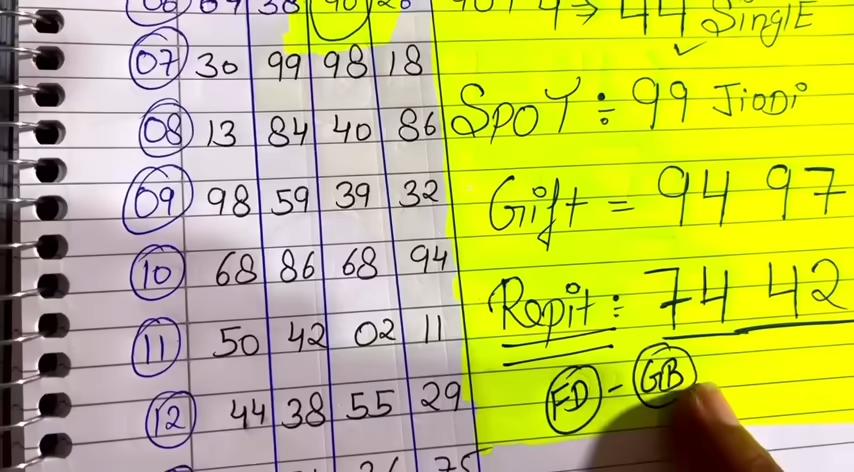 44 SinglE
07 30 99 98 18
SpoT ÷ 99 Jiodi
08 13 84 40 86
Gift = 94 97
09 98 59 39 32
10 68 86 68 94
Repit : 74 42
11 50 42 02 11
FD - GB
12 44 38 55 29
75